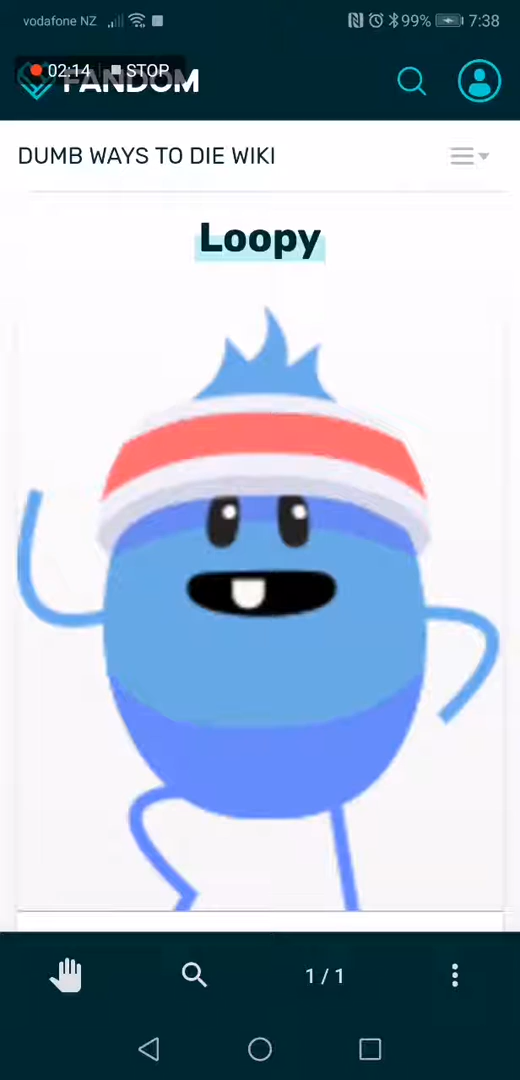 vodafone NZ 99% 7:38
02:14 STOP
FANDOM
DUMB WAYS TO DIE WIKI
Loopy
1 / 1